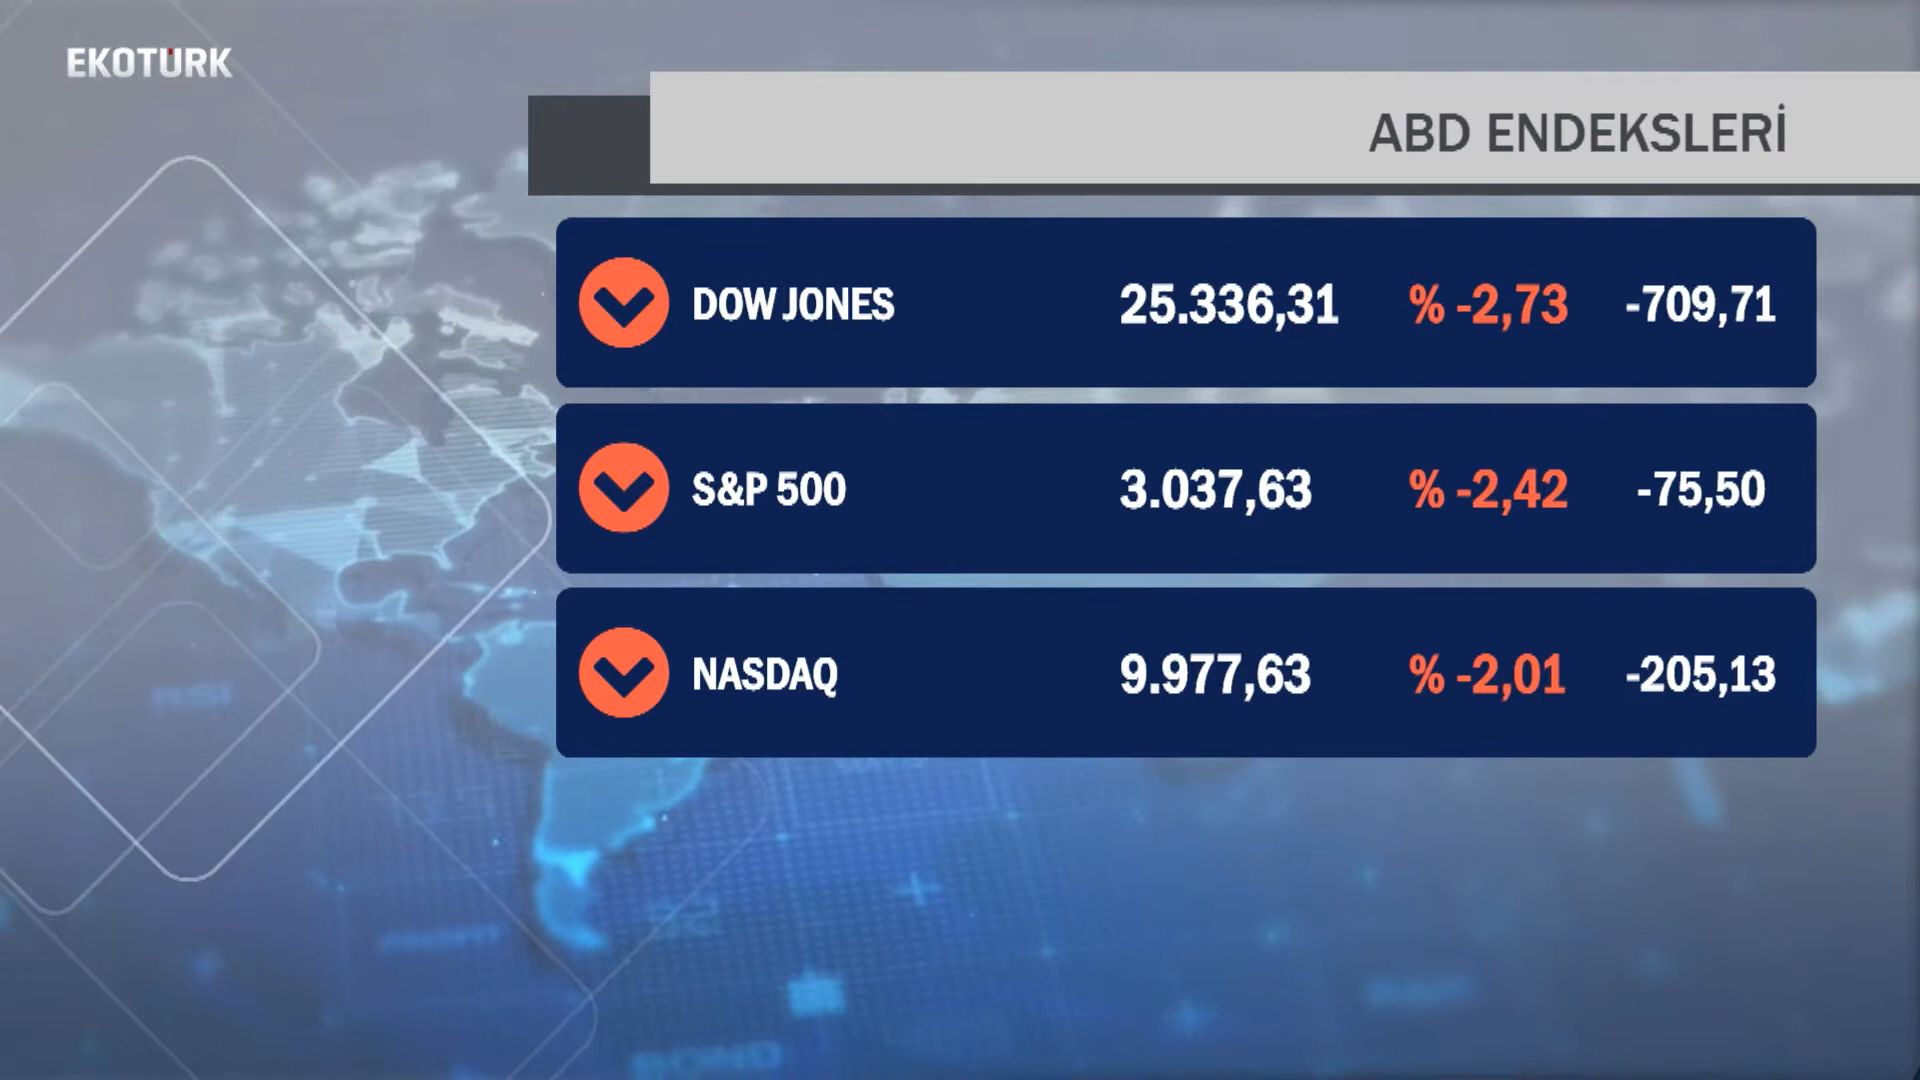 EKOTÜRK
ABD ENDEKSLERİ
DOW JONES 25.336,31 % -2,73 -709,71
S&P 500 3.037,63 % -2,42 -75,50
NASDAQ 9.977,63 % -2,01 -205,13
BOND